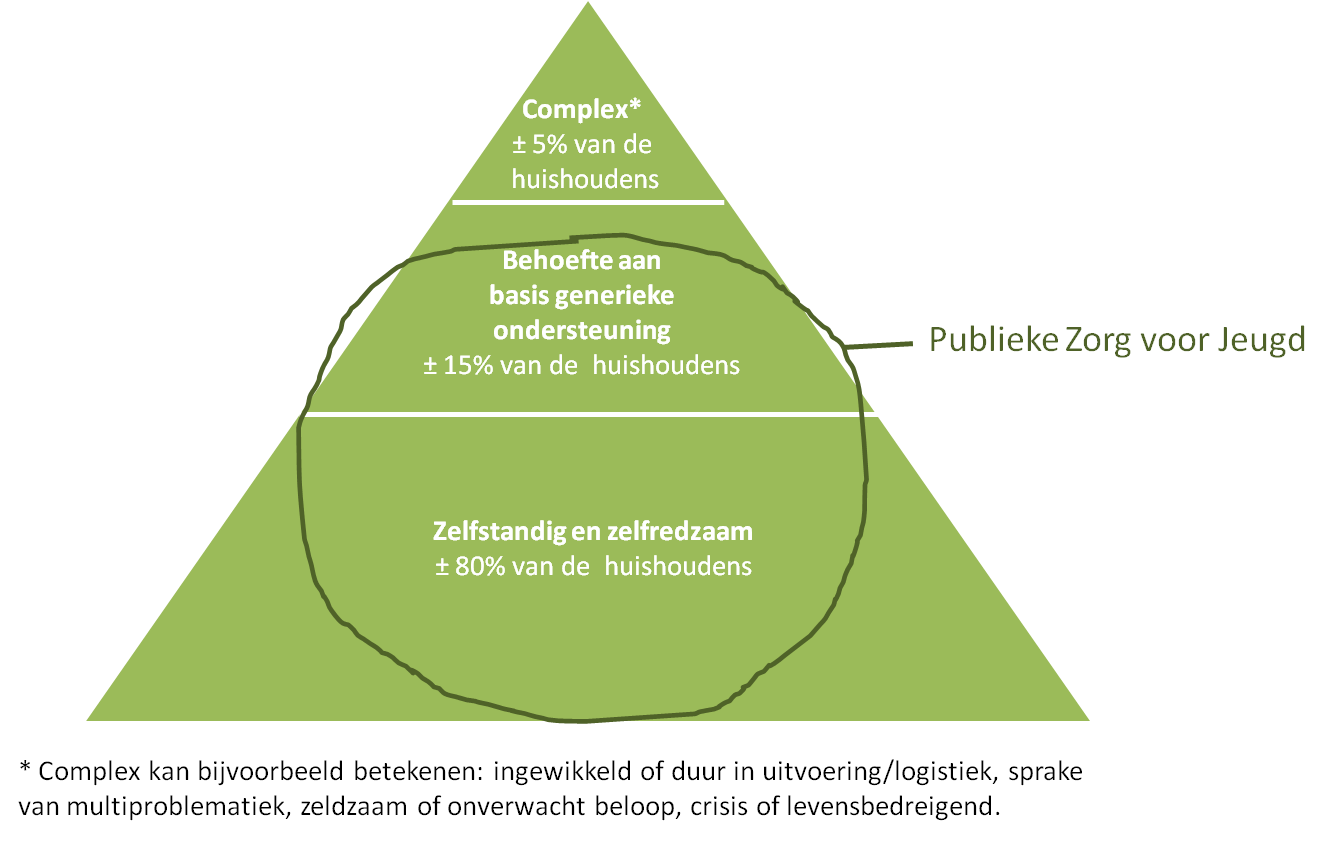 Complex*
± 5% van de
huishoudens
Behoefte aan
basis generieke
ondersteuning
± 15% van de huishoudens
Publieke Zorg voor Jeugd
Zelfstandig en zelfredzaam
± 80% van de huishoudens
* Complex kan bijvoorbeeld betekenen: ingewikkeld of duur in uitvoering/logistiek, sprake
van multiproblematiek, zeldzaam of onverwacht beloop, crisis of levensbedreigend.